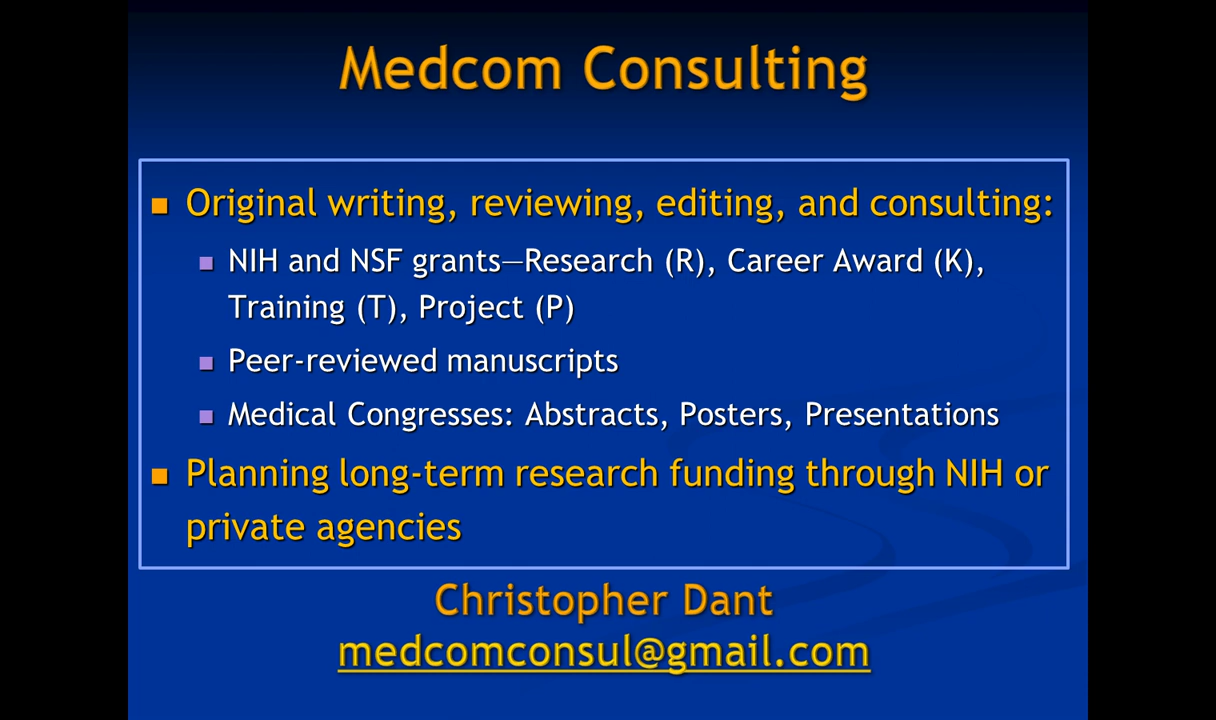 Medcom Consulting
Original writing, reviewing, editing, and consulting:
NIH and NSF grants—Research (R), Career Award (K),
Training (T), Project (P)
Peer-reviewed manuscripts
Medical Congresses: Abstracts, Posters, Presentations
Planning long-term research funding through NIH or
private agencies
Christopher Dant
medcomconsul@gmail.com